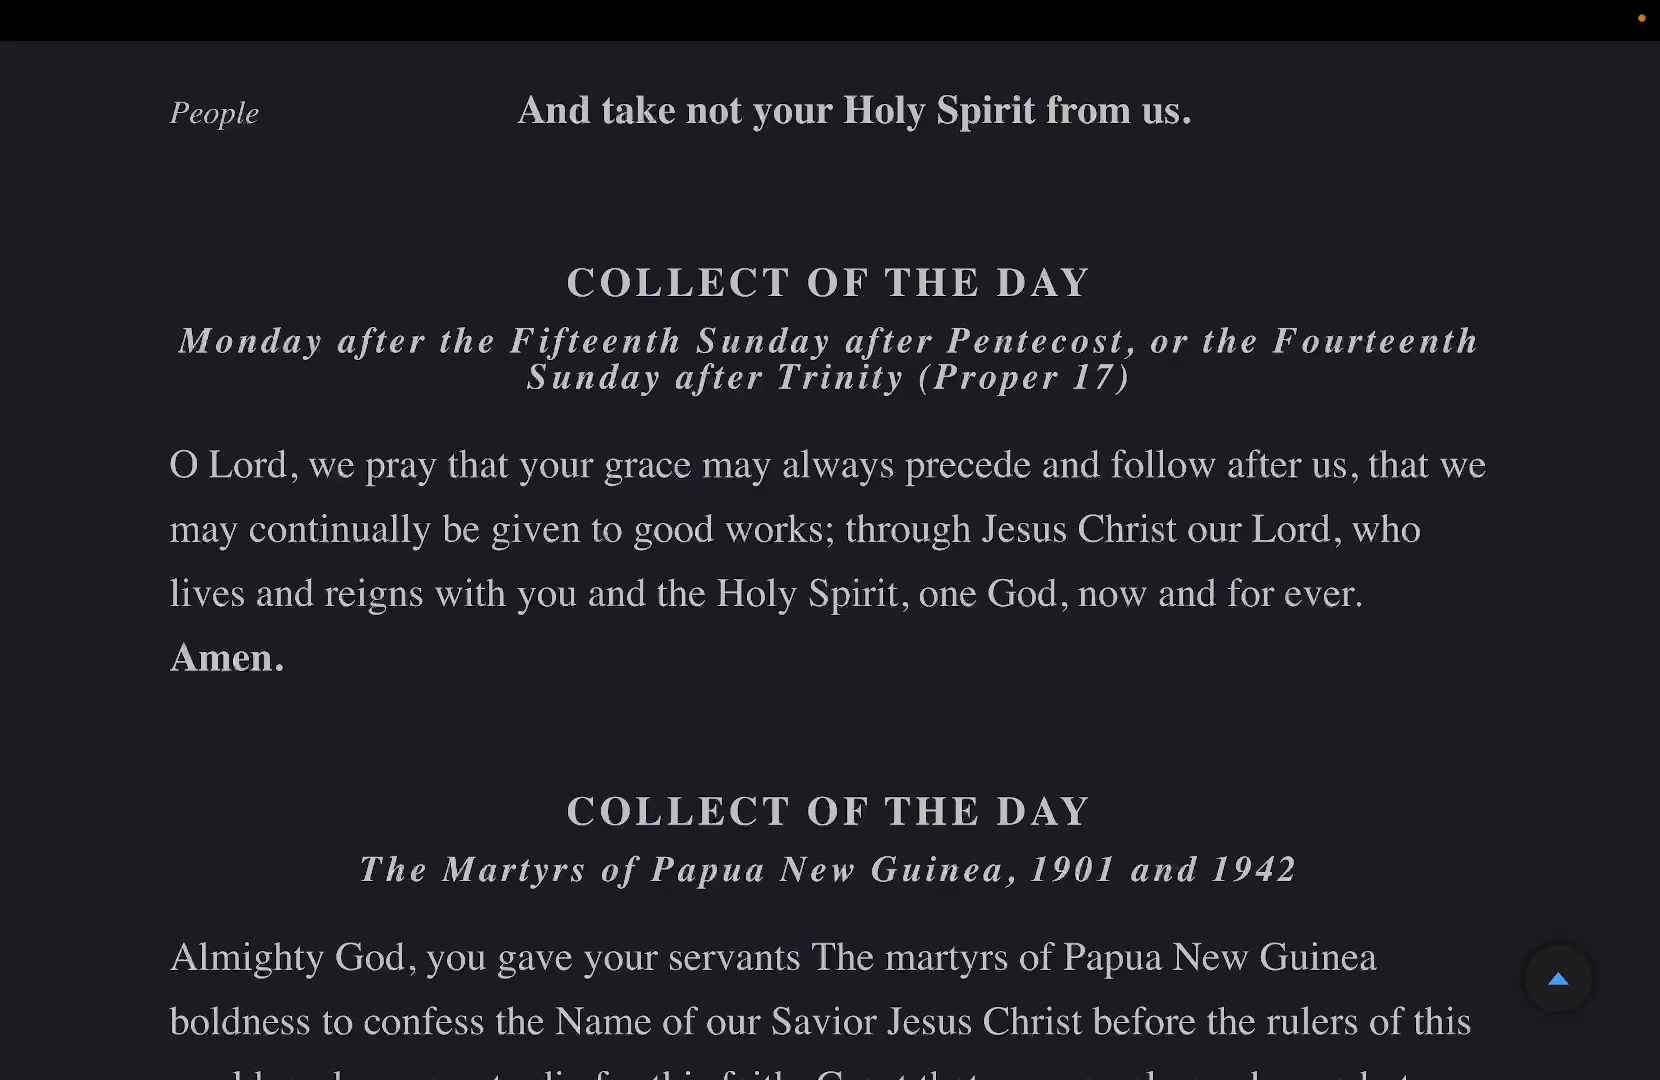 People And take not your Holy Spirit from us.
COLLECT OF THE DAY
Monday after the Fifteenth Sunday after Pentecost, or the Fourteenth
Sunday after Trinity (Proper 17)
O Lord, we pray that your grace may always precede and follow after us, that we
may continually be given to good works; through Jesus Christ our Lord, who
lives and reigns with you and the Holy Spirit, one God, now and for ever.
Amen.
COLLECT OF THE DAY
The Martyrs of Papua New Guinea, 1901 and 1942
Almighty God, you gave your servants The martyrs of Papua New Guinea
boldness to confess the Name of our Savior Jesus Christ before the rulers of this